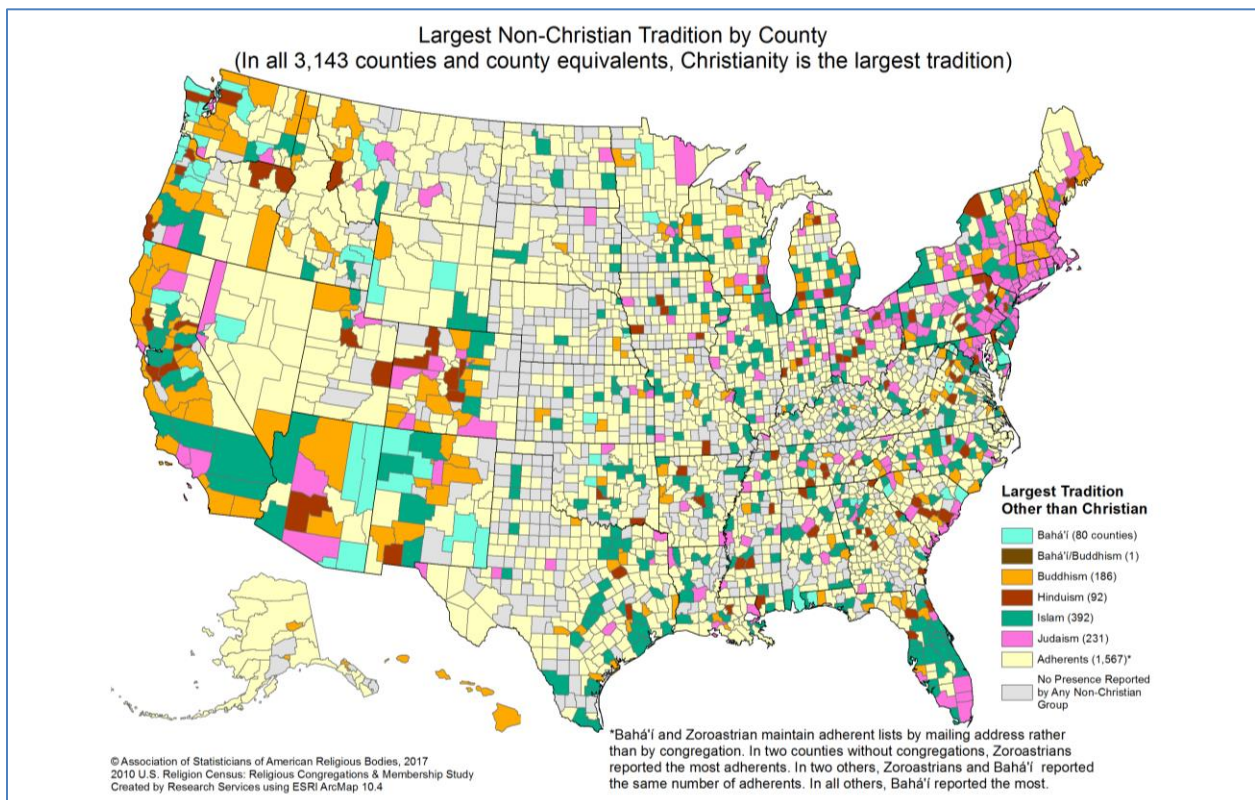 Largest Non-Christian Tradition by County
(In all 3,143 counties and county equivalents, Christianity is the largest tradition)
Largest Tradition
Other than Christian
Bahá'í (80 counties)
Bahá'í/Buddhism (1)
Buddhism (186)
Hinduism (92)
Islam (392)
Judaism (231)
Adherents (1,567)*
No Presence Reported
by Any Non-Christian
Group
*Bahá'í and Zoroastrian maintain adherent lists by mailing address rather
than by congregation. In two counties without congregations, Zoroastrians
reported the most adherents. In two others, Zoroastrians and Bahá'í reported
the same number of adherents. In all others, Bahá'í reported the most.
© Association of Statisticians of American Religious Bodies, 2017
2010 U.S. Religion Census: Religious Congregations & Membership Study
Created by Research Services using ESRI ArcMap 10.4